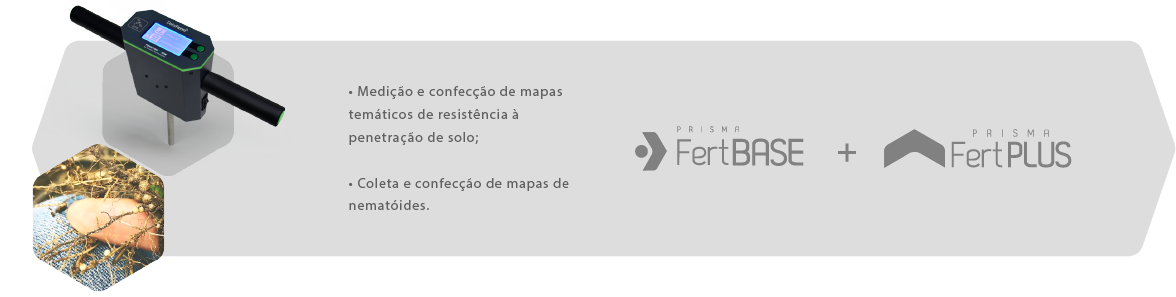 • Medição e confecção de mapas
temáticos de resistência à
penetração de solo;
• Coleta e confecção de mapas de
nematóides.
PRISMA
FertBASE
+
PRISMA
FertPLUS